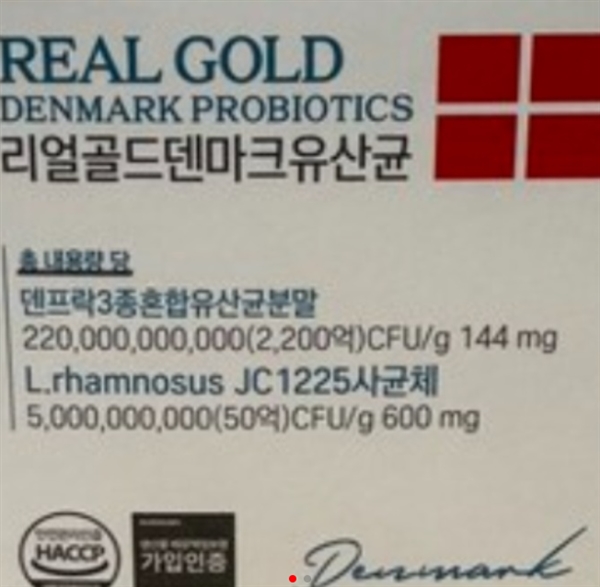 REAL GOLD
DENMARK PROBIOTICS
리얼골드덴마크유산균
총 내용량 당
덴프락3종혼합유산균분말
220,000,000,000(2,200억)CFU/g 144 mg
L.rhamnosus JC1225사균체
5,000,000,000(50억)CFU/g 600 mg
HACCP
가입인증
Denmark